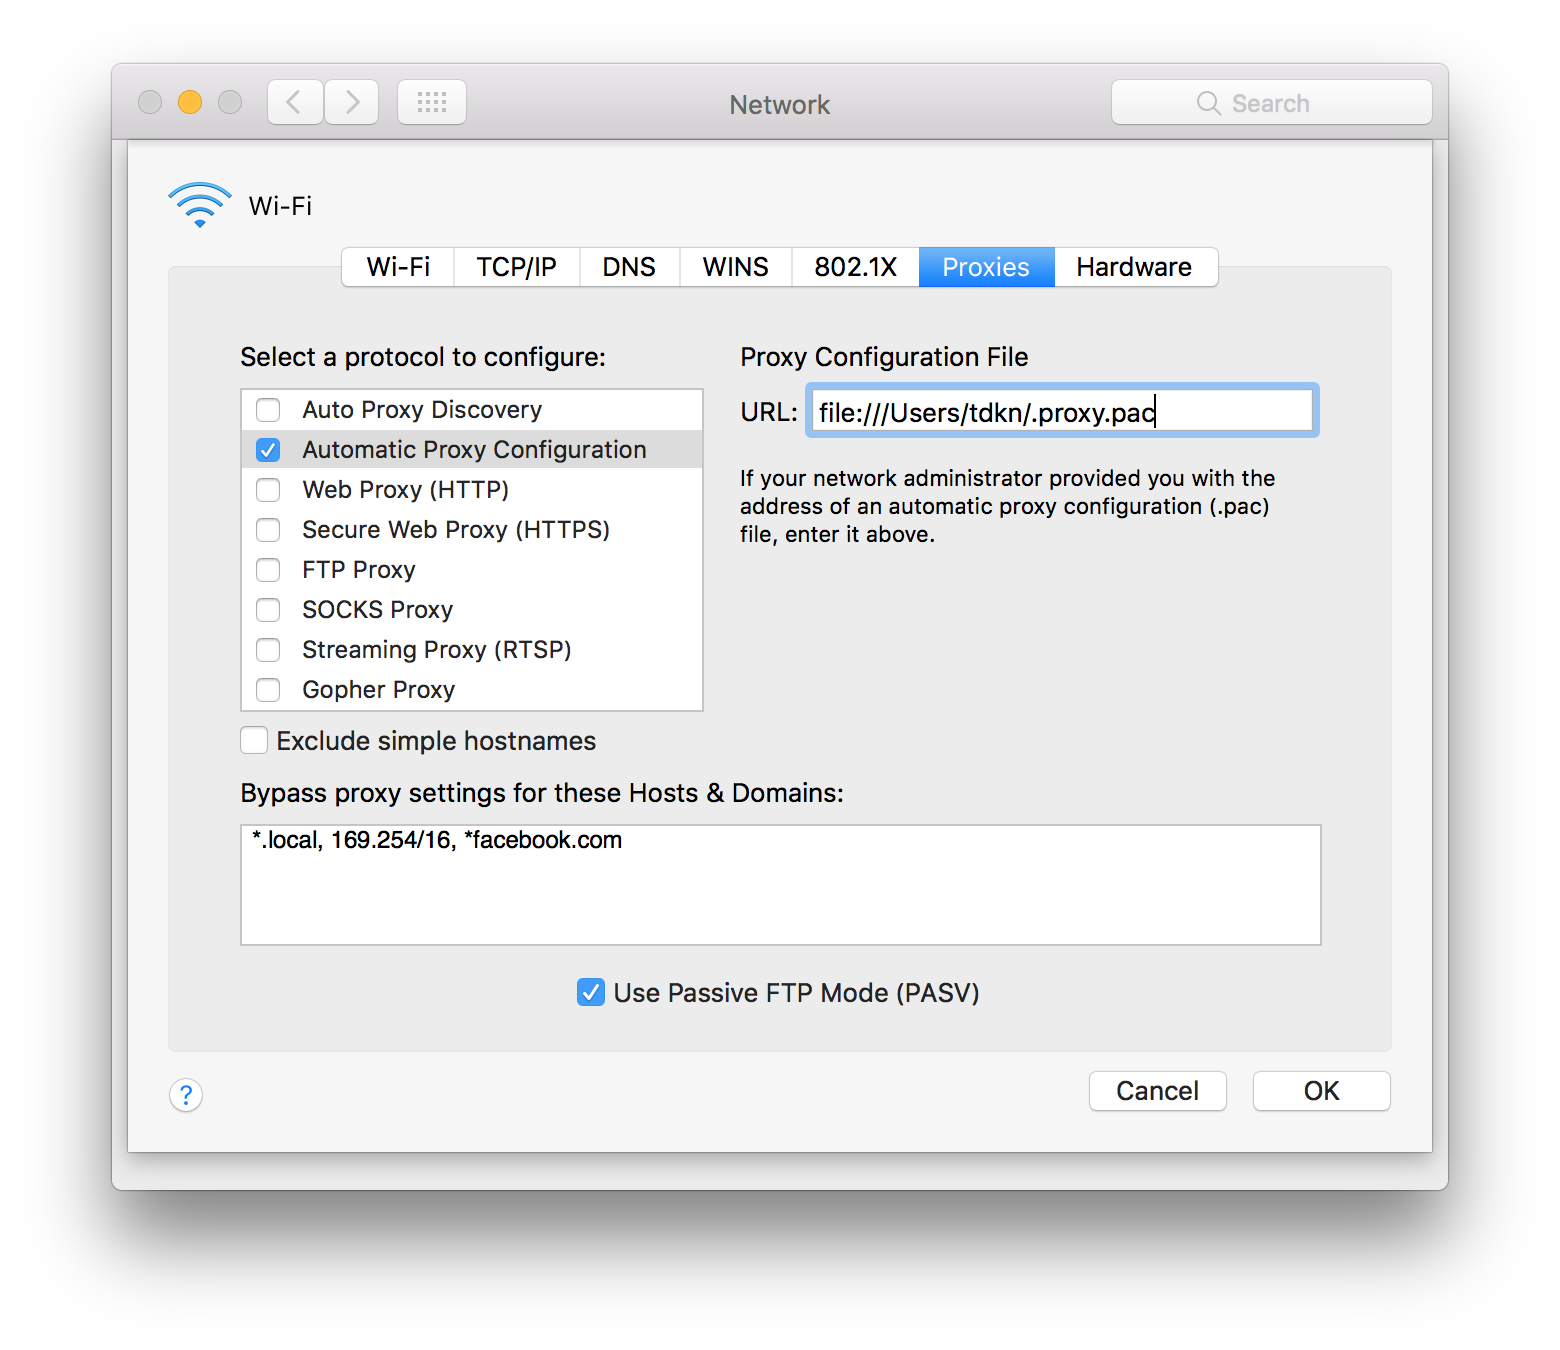 Network
Search
Wi-Fi
Wi-Fi TCP/IP DNS WINS 802.1X Proxies Hardware
Select a protocol to configure:
Auto Proxy Discovery
Automatic Proxy Configuration
Web Proxy (HTTP)
Secure Web Proxy (HTTPS)
FTP Proxy
SOCKS Proxy
Streaming Proxy (RTSP)
Gopher Proxy
Exclude simple hostnames
Proxy Configuration File
URL: file:///Users/tdkn/.proxy.pac
If your network administrator provided you with the
address of an automatic proxy configuration (.pac)
file, enter it above.
Bypass proxy settings for these Hosts & Domains:
*.local, 169.254/16, *facebook.com
Use Passive FTP Mode (PASV)
?
Cancel
OK